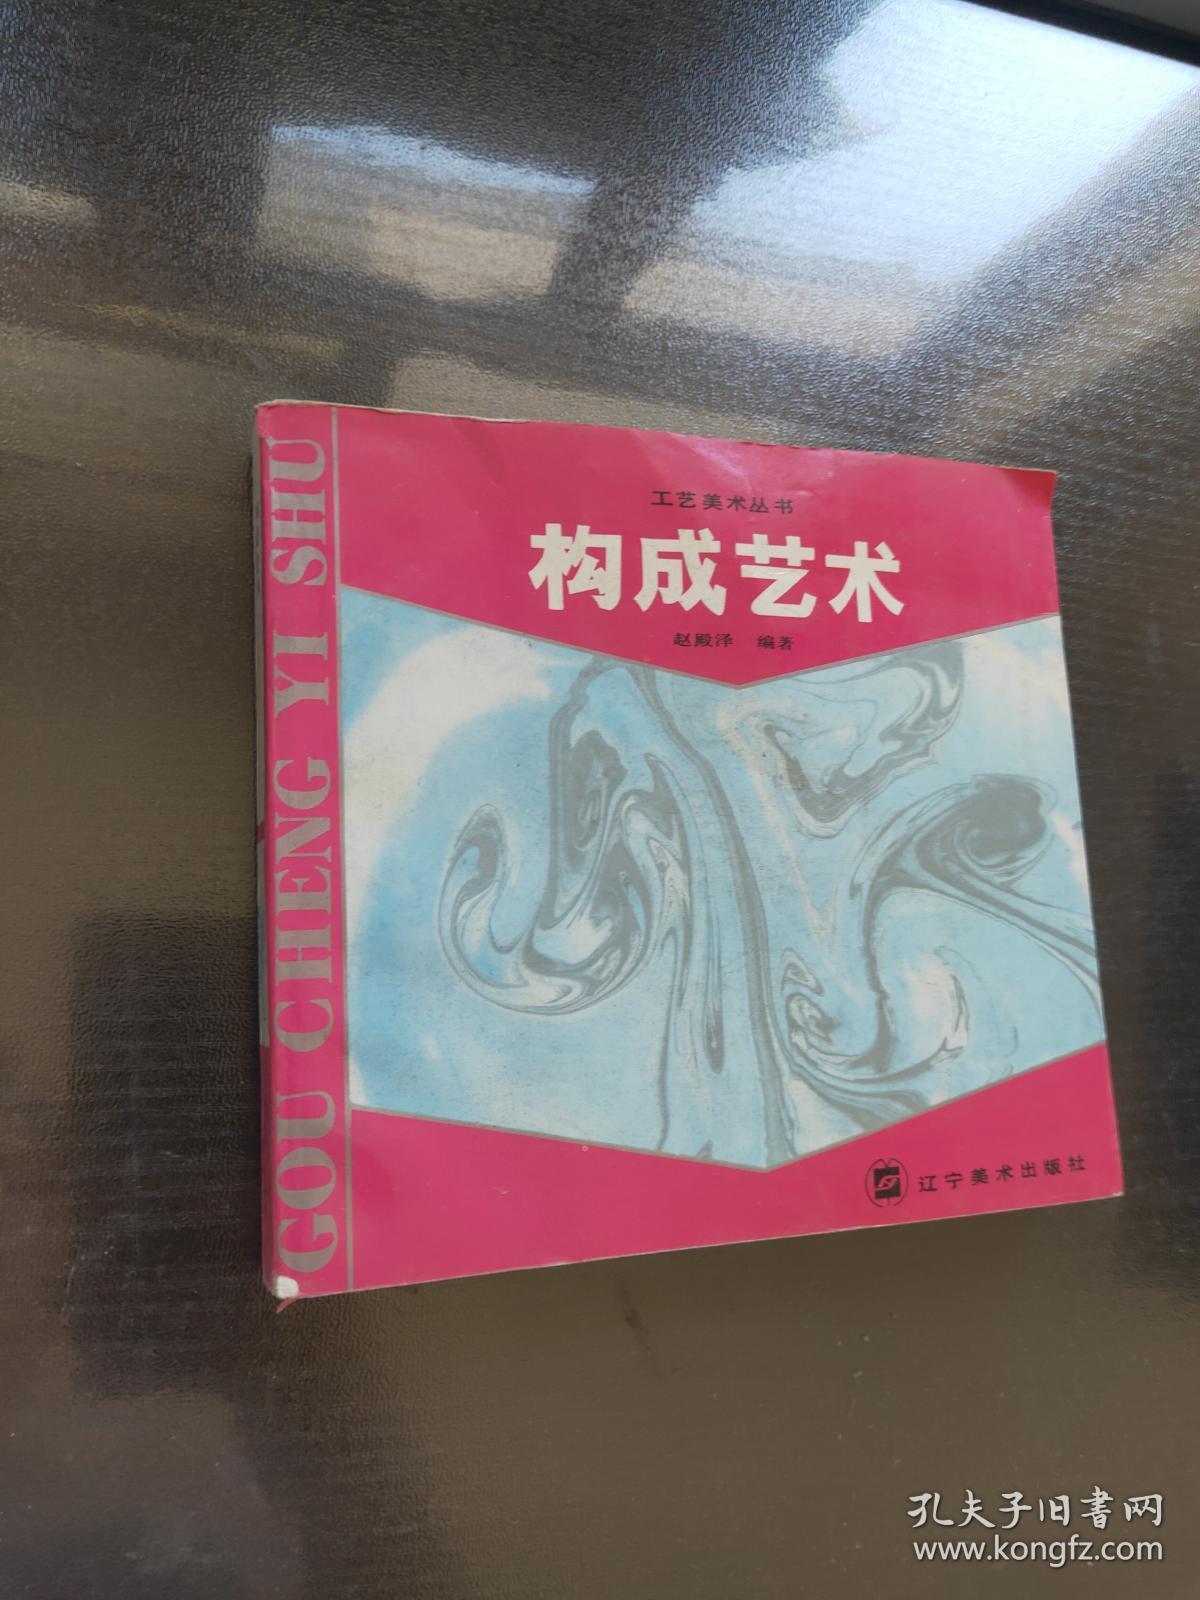 工艺美术丛书
构成艺术
赵殿泽 编著
GOU CHENG YI SHU
辽宁美术出版社
孔夫子旧书网
www.kongfz.com